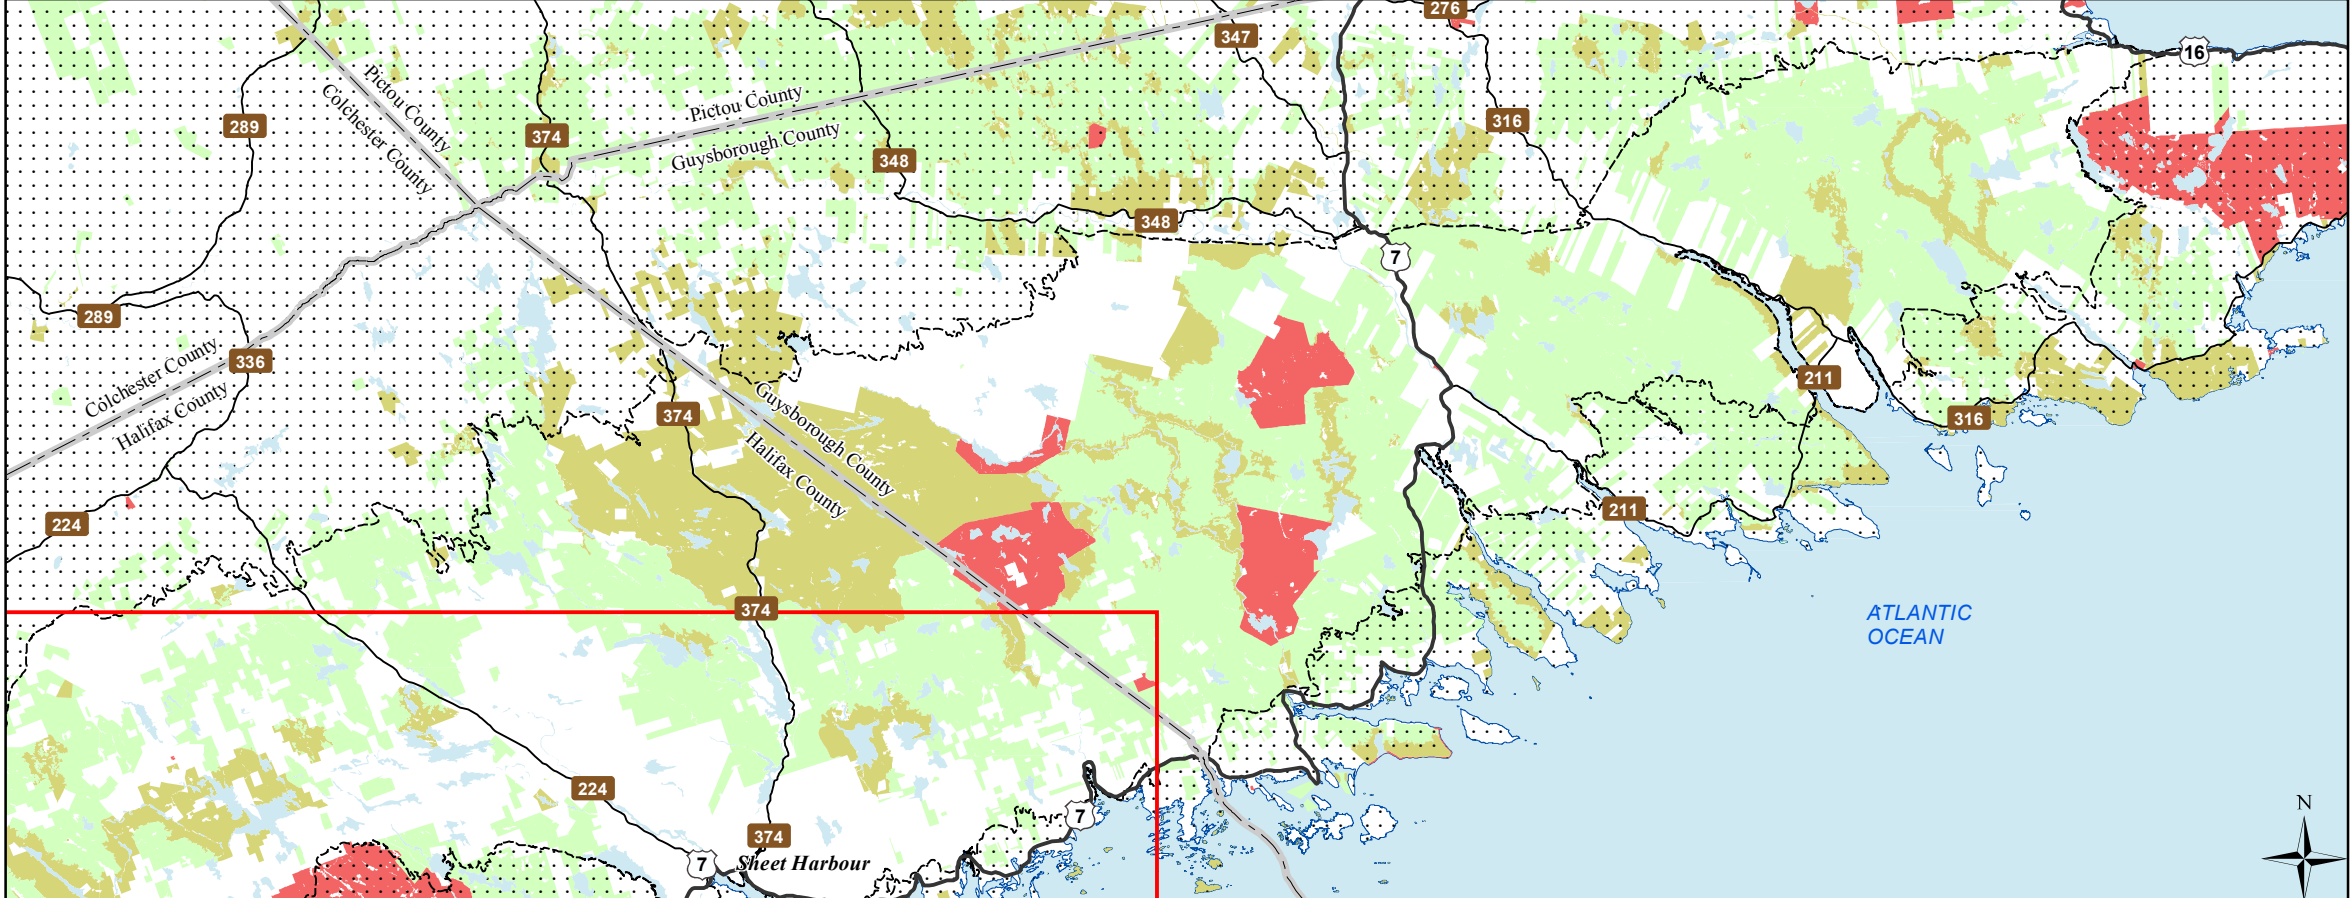 276
347
16
Pictou County
Colchester County
Pictou County
Guysborough County
289
374
316
348
348
7
289
336
Colchester County
Halifax County
374
Guysborough County
Halifax County
211
316
224
211
374
ATLANTIC
OCEAN
224
374
7
7
Sheet Harbour
N